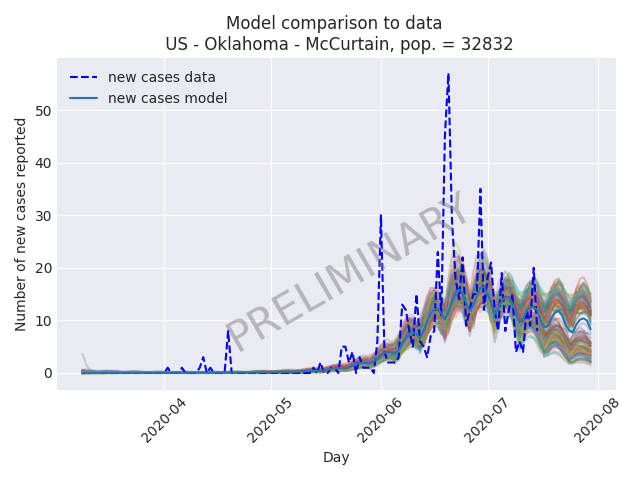 Model comparison to data
US - Oklahoma - McCurtain, pop. = 32832
new cases data
new cases model
Number of new cases reported
50
40
30
20
10
0
PRELIMINARY
2020-04
2020-05
2020-06
2020-07
2020-08
Day